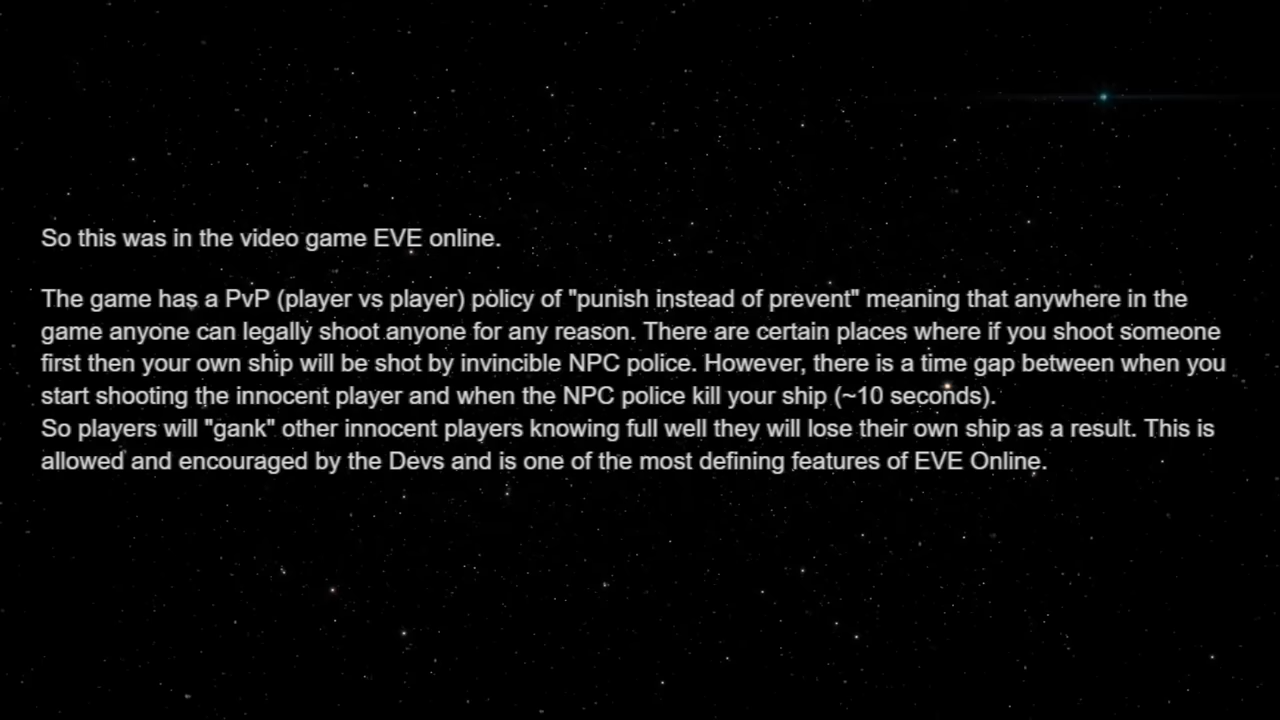 So this was in the video game EVE online.
The game has a PvP (player vs player) policy of "punish instead of prevent" meaning that anywhere in the
game anyone can legally shoot anyone for any reason. There are certain places where if you shoot someone
first then your own ship will be shot by invincible NPC police. However, there is a time gap between when you
start shooting the innocent player and when the NPC police kill your ship (~10 seconds).
So players will "gank" other innocent players knowing full well they will lose their own ship as a result. This is
allowed and encouraged by the Devs and is one of the most defining features of EVE Online.